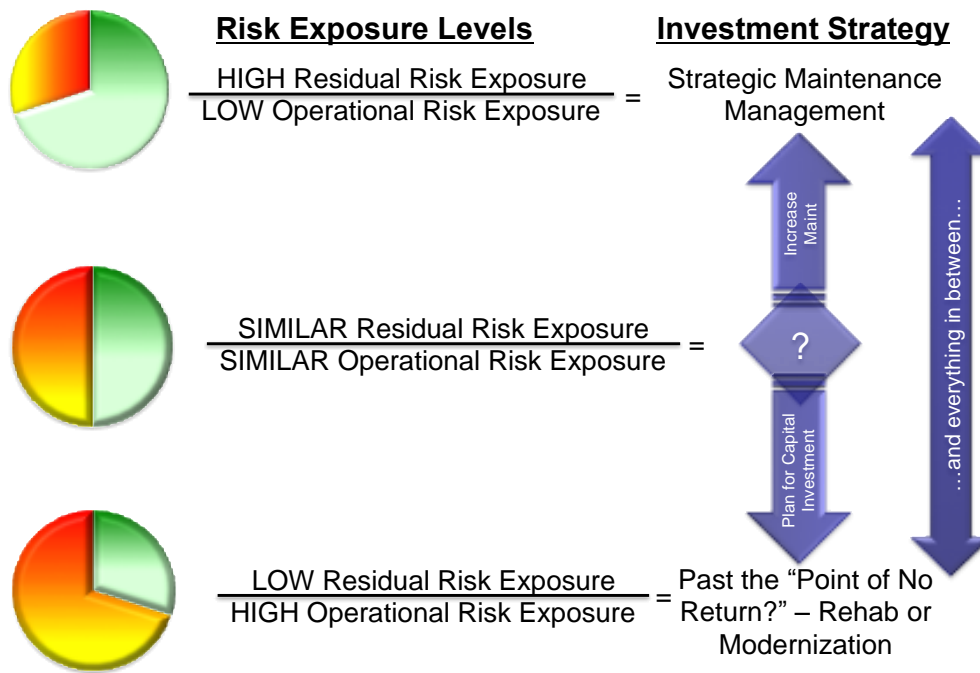 Risk Exposure Levels
Investment Strategy
HIGH Residual Risk Exposure
LOW Operational Risk Exposure
=
Strategic Maintenance
Management
Increase
Maint
SIMILAR Residual Risk Exposure
SIMILAR Operational Risk Exposure
=
?
Plan for Capital
Investment
…and everything in between…
LOW Residual Risk Exposure
HIGH Operational Risk Exposure
=
Past the “Point of No
Return?” – Rehab or
Modernization